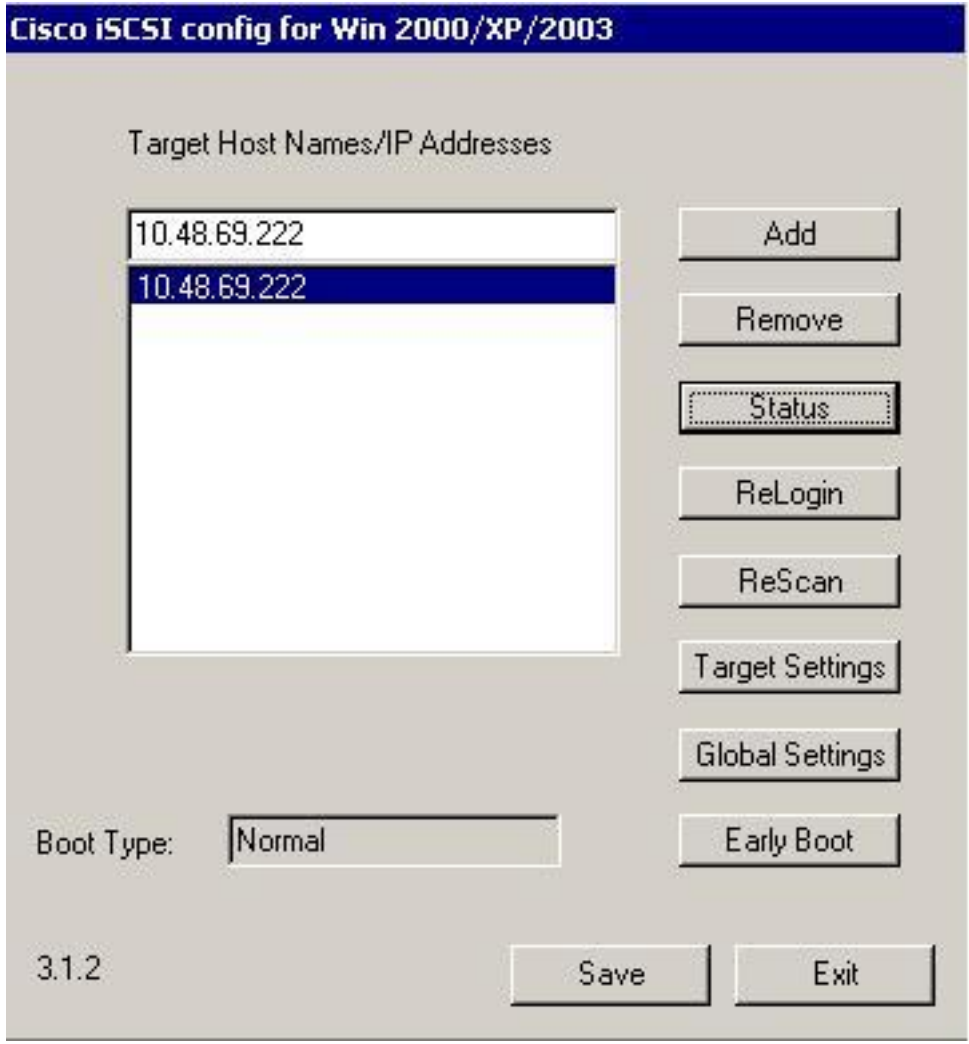 Cisco iSCSI config for Win 2000/XP/2003
Target Host Names/IP Addresses
10.48.69.222
Add
10.48.69.222
Remove
Status
ReLogin
ReScan
Target Settings
Global Settings
Boot Type:
Normal
Early Boot
3.1.2
Save
Exit